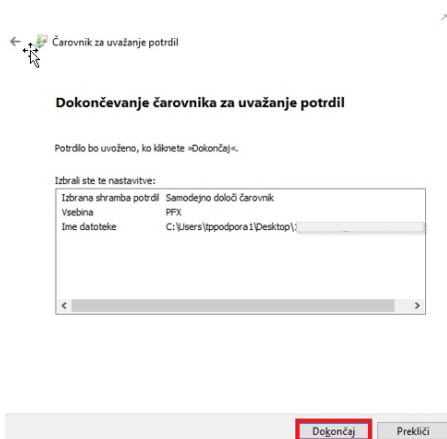 Čarovnik za uvažanje potrdil
Dokončevanje čarovnika za uvažanje potrdil
Potrdilo bo uvoženo, ko kliknete »Dokončaj«.
Izbrali ste te nastavitve:
Izbrana shramba potrdil Samodejno določi čarovnik
Vsebina PFX
Ime datoteke C:\Users\tppodpora1\Desktop\
Dokončaj Prekliči